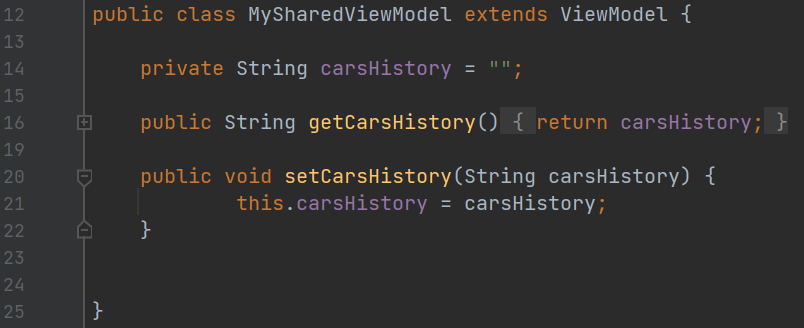 12 public class MySharedViewModel extends ViewModel {
13
14 private String carsHistory = "";
15
16 public String getCarsHistory() { return carsHistory; }
19
20 public void setCarsHistory(String carsHistory) {
21 this.carsHistory = carsHistory;
22 }
23
24
25 }